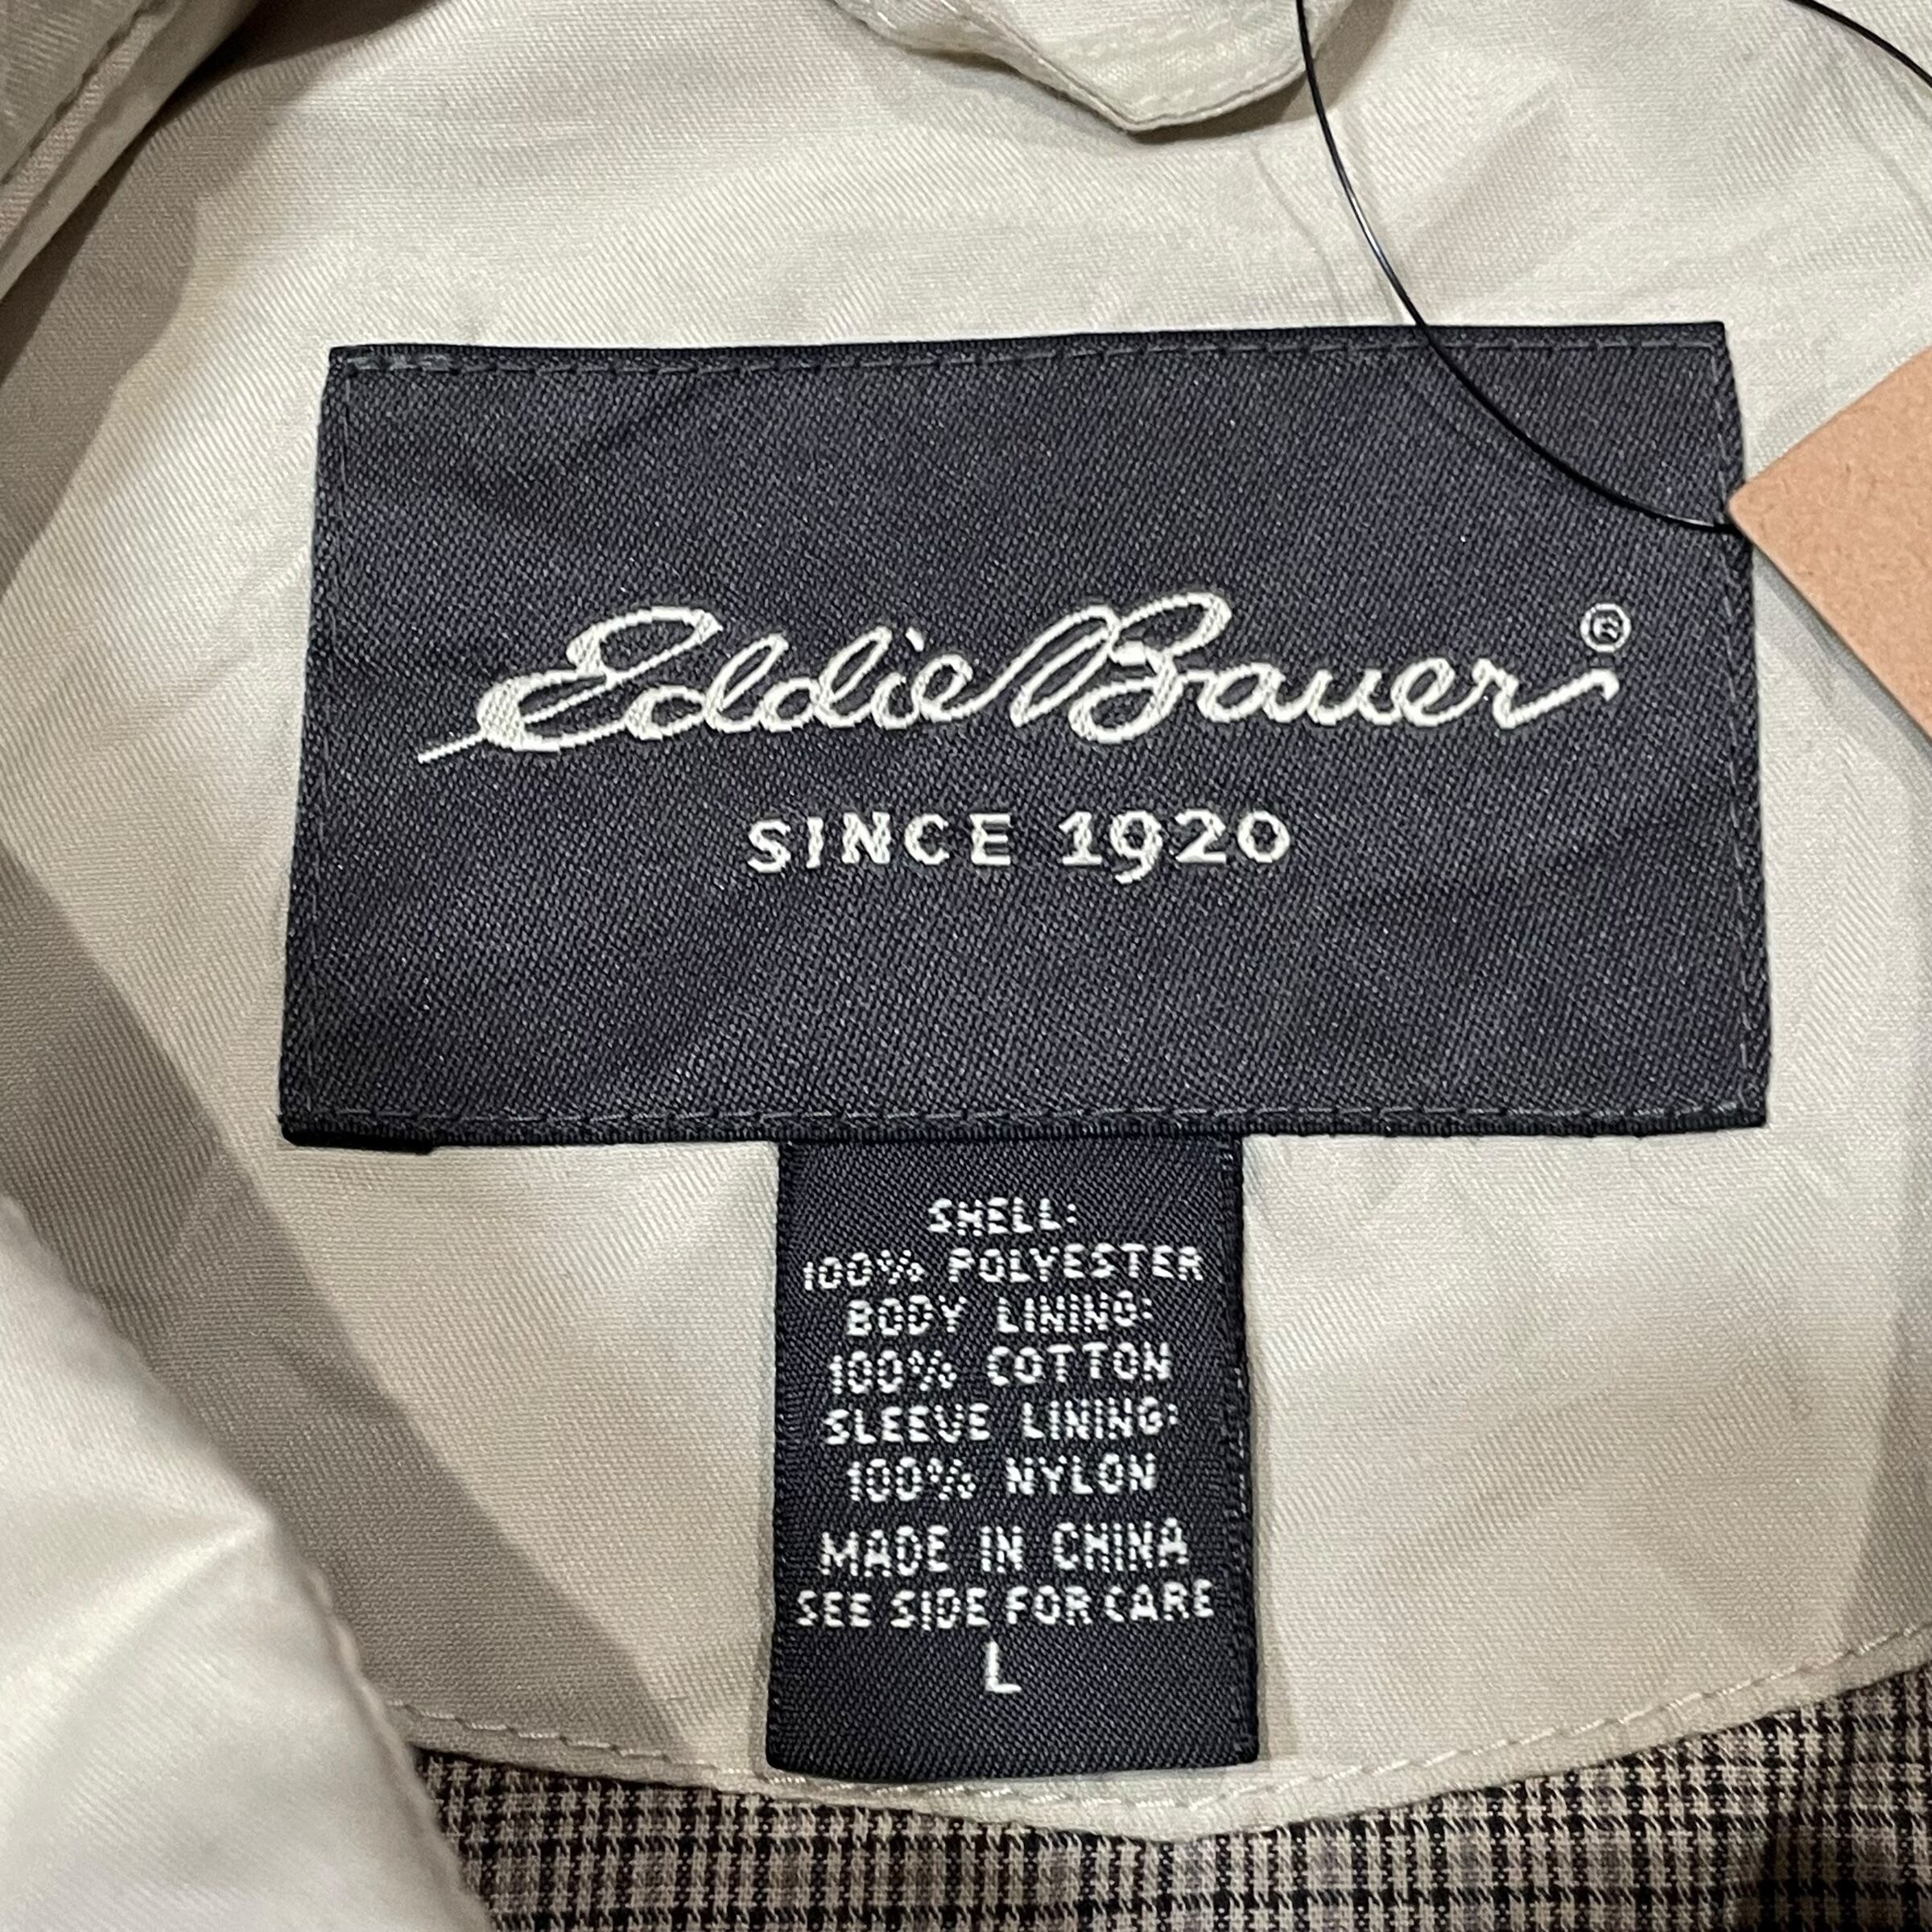 Eddie Bauer®
SINCE 1920
SHELL:
100% POLYESTER
BODY LINING:
100% COTTON
SLEEVE LINING:
100% NYLON
MADE IN CHINA
SEE SIDE FOR CARE
L